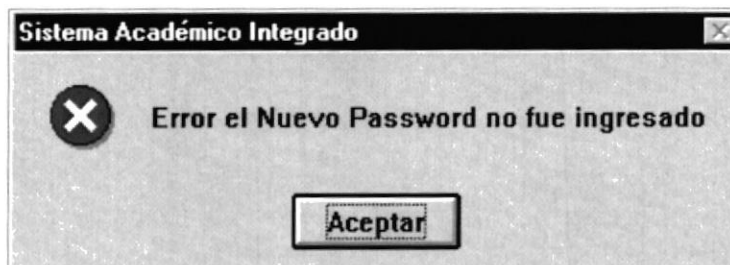 Sistema Académico Integrado
Error el Nuevo Password no fue ingresado
Aceptar